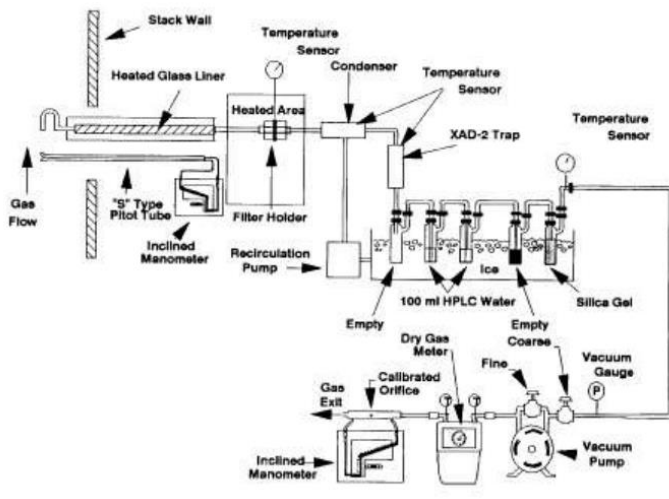 Stack Wall
Heated Glass Liner
Temperature
Sensor
Condenser
Temperature
Sensor
Heated Area
XAD-2 Trap
Temperature
Sensor
Gas
Flow
"S" Type
Pitot Tube
Filter Holder
Inclined
Manometer
Recirculation
Pump
Ice
100 ml HPLC Water
Silica Gel
Empty
Empty
Coarse
Dry Gas
Meter
Fine
Vacuum
Gauge
Gas
Exit
Calibrated
Orifice
P
Inclined
Manometer
Vacuum
Pump